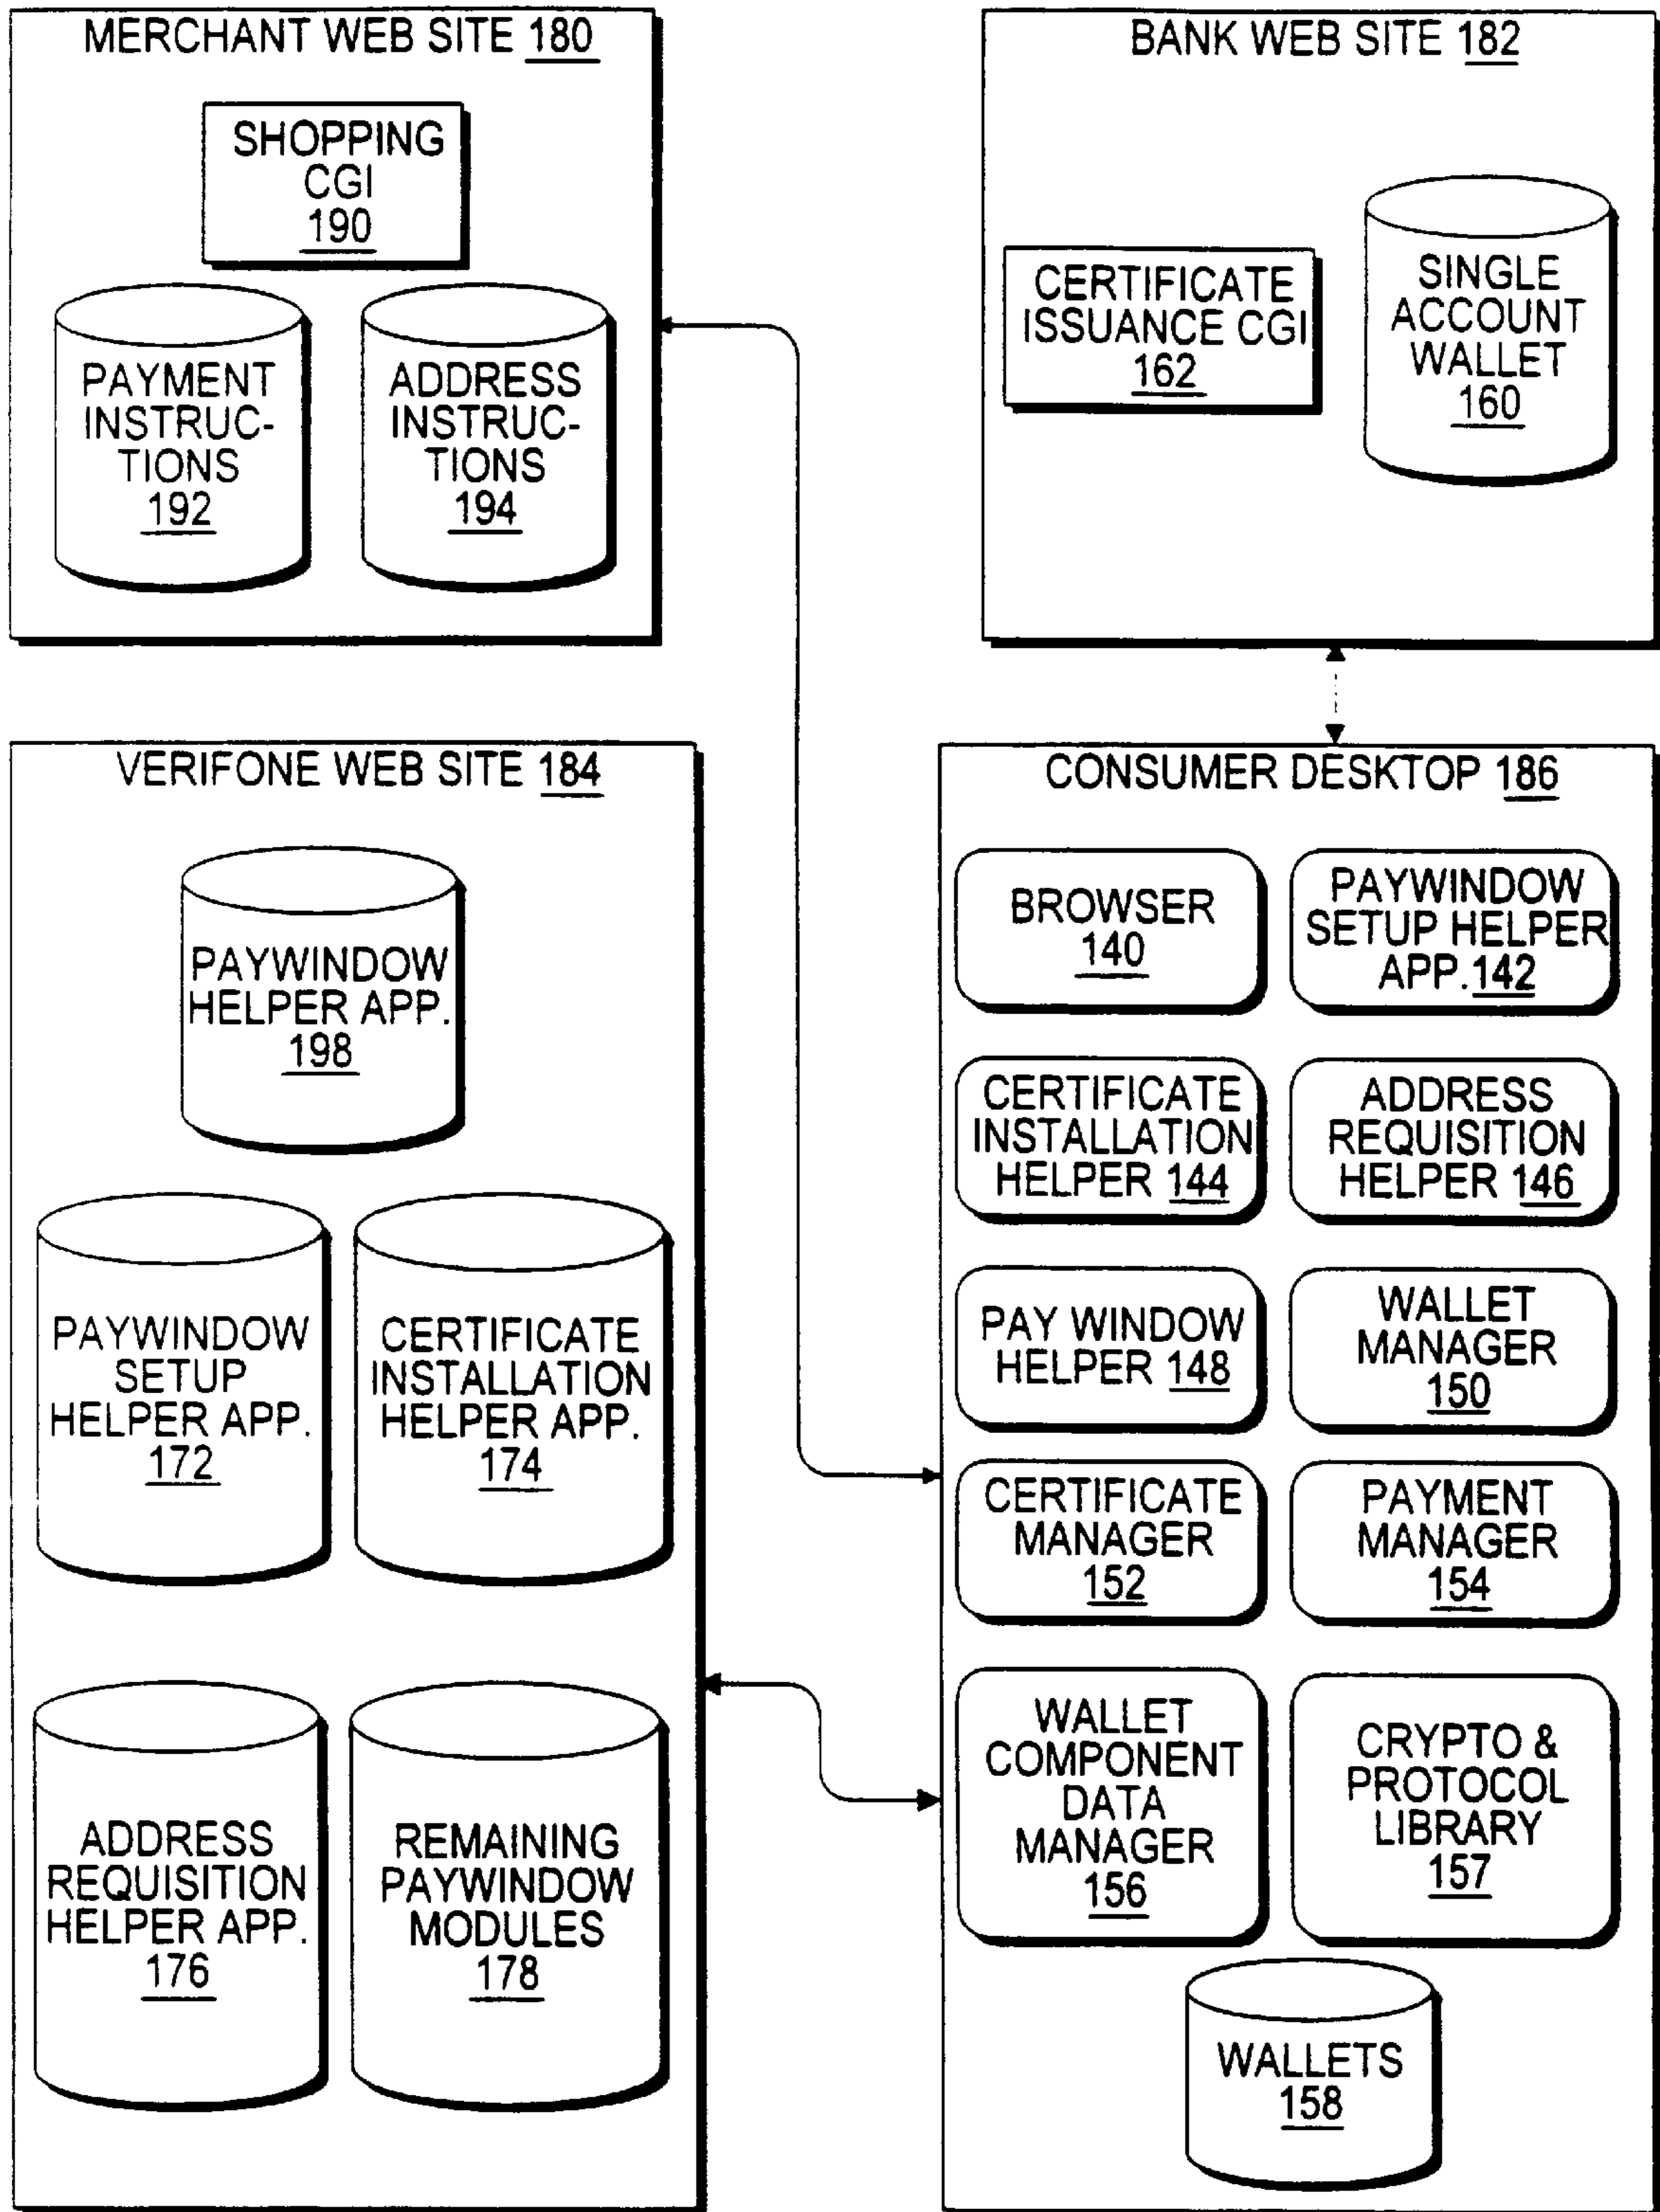 MERCHANT WEB SITE 180
SHOPPING
CGI
190
PAYMENT
INSTRUC-
TIONS
192
ADDRESS
INSTRUC-
TIONS
194
BANK WEB SITE 182
CERTIFICATE
ISSUANCE CGI
162
SINGLE
ACCOUNT
WALLET
160
VERIFONE WEB SITE 184
PAYWINDOW
HELPER APP.
198
PAYWINDOW
SETUP
HELPER APP.
172
CERTIFICATE
INSTALLATION
HELPER APP.
174
ADDRESS
REQUISITION
HELPER APP.
176
REMAINING
PAYWINDOW
MODULES
178
CONSUMER DESKTOP 186
BROWSER
140
PAYWINDOW
SETUP HELPER
APP. 142
CERTIFICATE
INSTALLATION
HELPER 144
ADDRESS
REQUISITION
HELPER 146
PAY WINDOW
HELPER 148
WALLET
MANAGER
150
CERTIFICATE
MANAGER
152
PAYMENT
MANAGER
154
WALLET
COMPONENT
DATA
MANAGER
156
CRYPTO &
PROTOCOL
LIBRARY
157
WALLETS
158